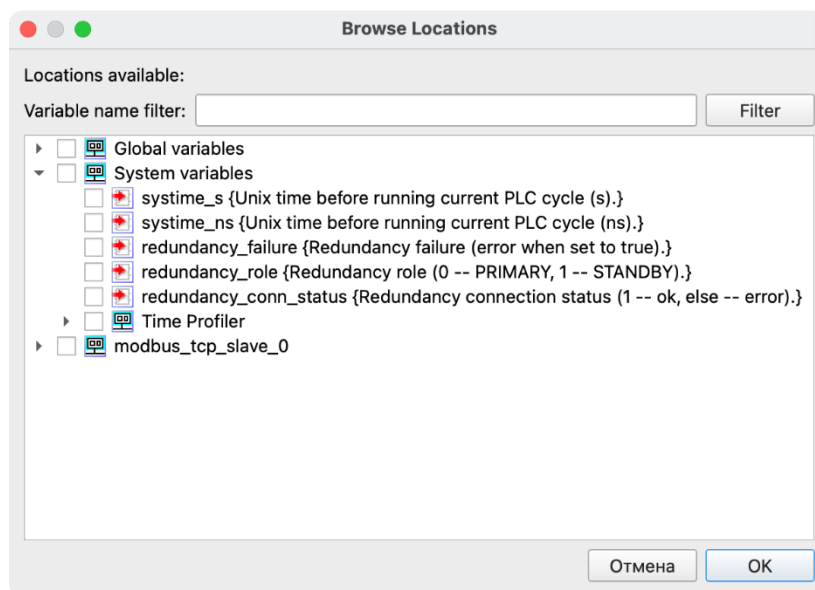 Browse Locations
Locations available:
Variable name filter:
Filter
Global variables
System variables
systime_s {Unix time before running current PLC cycle (s).}
systime_ns {Unix time before running current PLC cycle (ns).}
redundancy_failure {Redundancy failure (error when set to true).}
redundancy_role {Redundancy role (0 -- PRIMARY, 1 -- STANDBY).}
redundancy_conn_status {Redundancy connection status (1 -- ok, else -- error).}
Time Profiler
modbus_tcp_slave_0
Отмена
OK